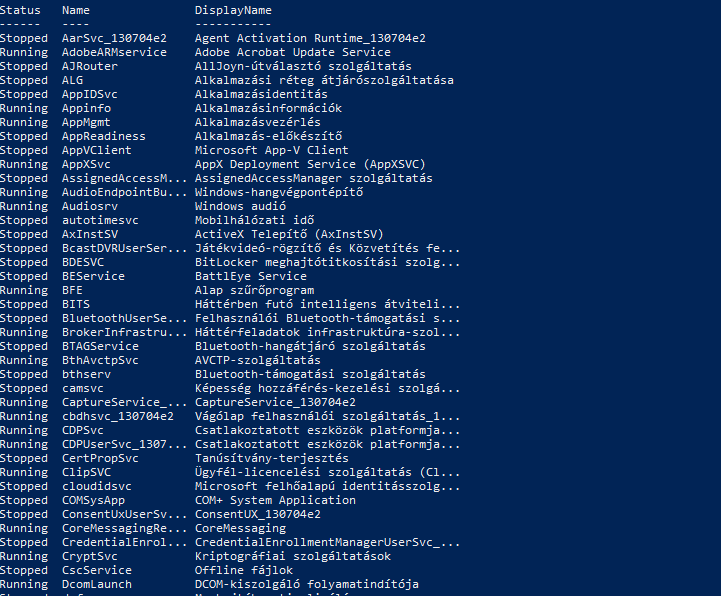 Status Name DisplayName
------ ---- -----------
Stopped AarSvc_130704e2 Agent Activation Runtime_130704e2
Running AdobeARMservice Adobe Acrobat Update Service
Stopped AJRouter AllJoyn-útválasztó szolgáltatás
Stopped ALG Alkalmazási réteg átjárószolgáltatása
Stopped AppIDSvc Alkalmazásidentitás
Running Appinfo Alkalmazásinformációk
Running AppMgmt Alkalmazásvezérlés
Stopped AppReadiness Alkalmazás-előkészítő
Stopped AppVClient Microsoft App-V Client
Running AppXSvc AppX Deployment Service (AppXSVC)
Stopped AssignedAccessM... AssignedAccessManager szolgáltatás
Running AudioEndpointBu... Windows-hangvégpontépítő
Running Audiosrv Windows audió
Stopped autotimesvc Mobilhálózati idő
Stopped AxInstSV ActiveX Telepítő (AxInstSV)
Stopped BcastDVRUserSer... Játékvideó-rögzítő és Közvetítés fe...
Stopped BDESVC BitLocker meghajtótitkosítási szolg...
Stopped BEService BattlEye Service
Running BFE Alap szűrőprogram
Stopped BITS Háttérben futó intelligens átviteli...
Stopped BluetoothUserSe... Felhasználói Bluetooth-támogatási s...
Running BrokerInfrastru... Háttérfeladatok infrastruktúra-szol...
Stopped BTAGService Bluetooth-hangátjáró szolgáltatás
Running BthAvctpSvc AVCTP-szolgáltatás
Stopped bthserv Bluetooth-támogatási szolgáltatás
Stopped camsvc Képesség hozzáférés-kezelési szolgá...
Running CaptureService_... CaptureService_130704e2
Running cbdhsvc_130704e2 Vágólap felhasználói szolgáltatás_1...
Running CDPSvc Csatlakoztatott eszközök platformja...
Running CDPUserSvc_1307... Csatlakoztatott eszközök platformja...
Stopped CertPropSvc Tanúsítvány-terjesztés
Running ClipSVC Ügyfél-licencelési szolgáltatás (Cl...
Stopped cloudidsvc Microsoft felhőalapú identitásszolg...
Stopped COMSysApp COM+ System Application
Stopped ConsentUxUserSv... ConsentUX_130704e2
Running CoreMessagingRe... CoreMessaging
Stopped CredentialEnrol... CredentialEnrollmentManagerUserSvc_...
Running CryptSvc Kriptográfiai szolgáltatások
Stopped CscService Offline fájlok
Running DcomLaunch DCOM-kiszolgáló folyamatindítója